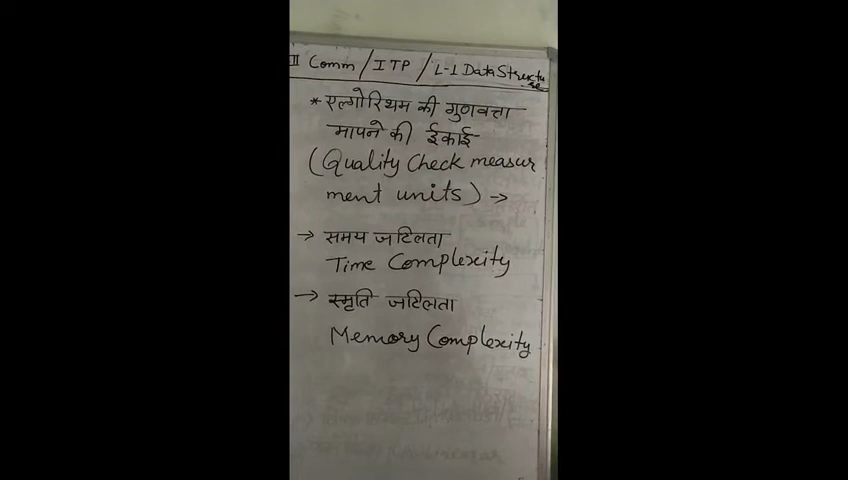 II Comm / ITP / L-1 Data Structure
* एल्गोरिथम की गुणवत्ता
मापने की ईकाई
(Quality Check measur
ment units) →
→ समय जटिलता
Time Complexity
→ स्मृति जटिलता
Memory Complexity